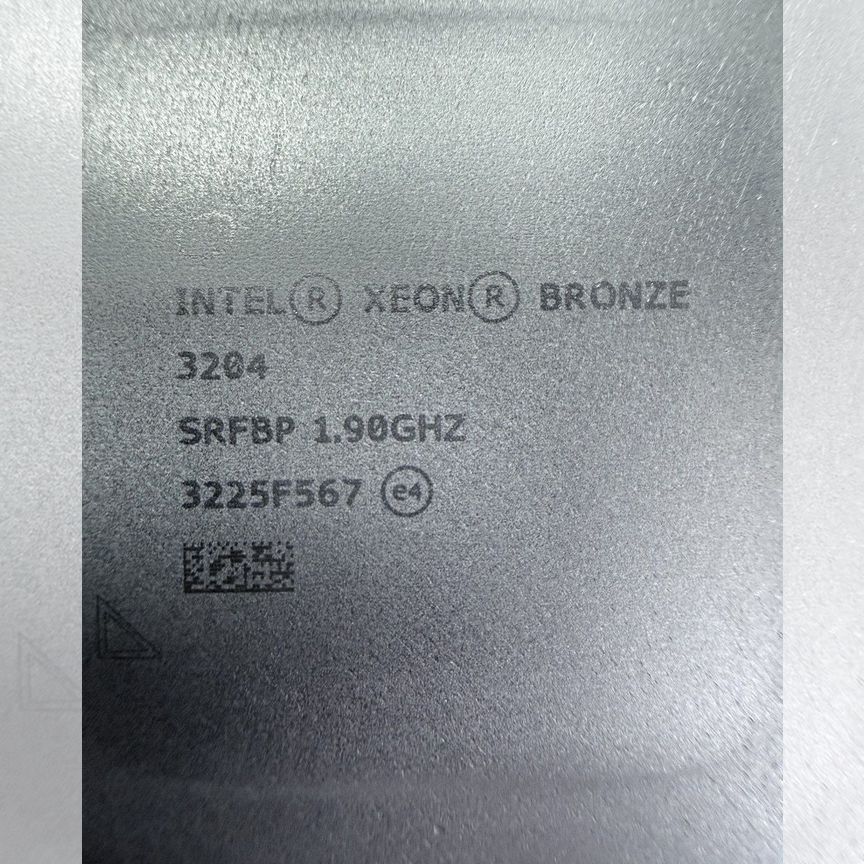 INTEL® XEON® BRONZE
3204
SRFBP 1.90GHZ
3225F567 e4